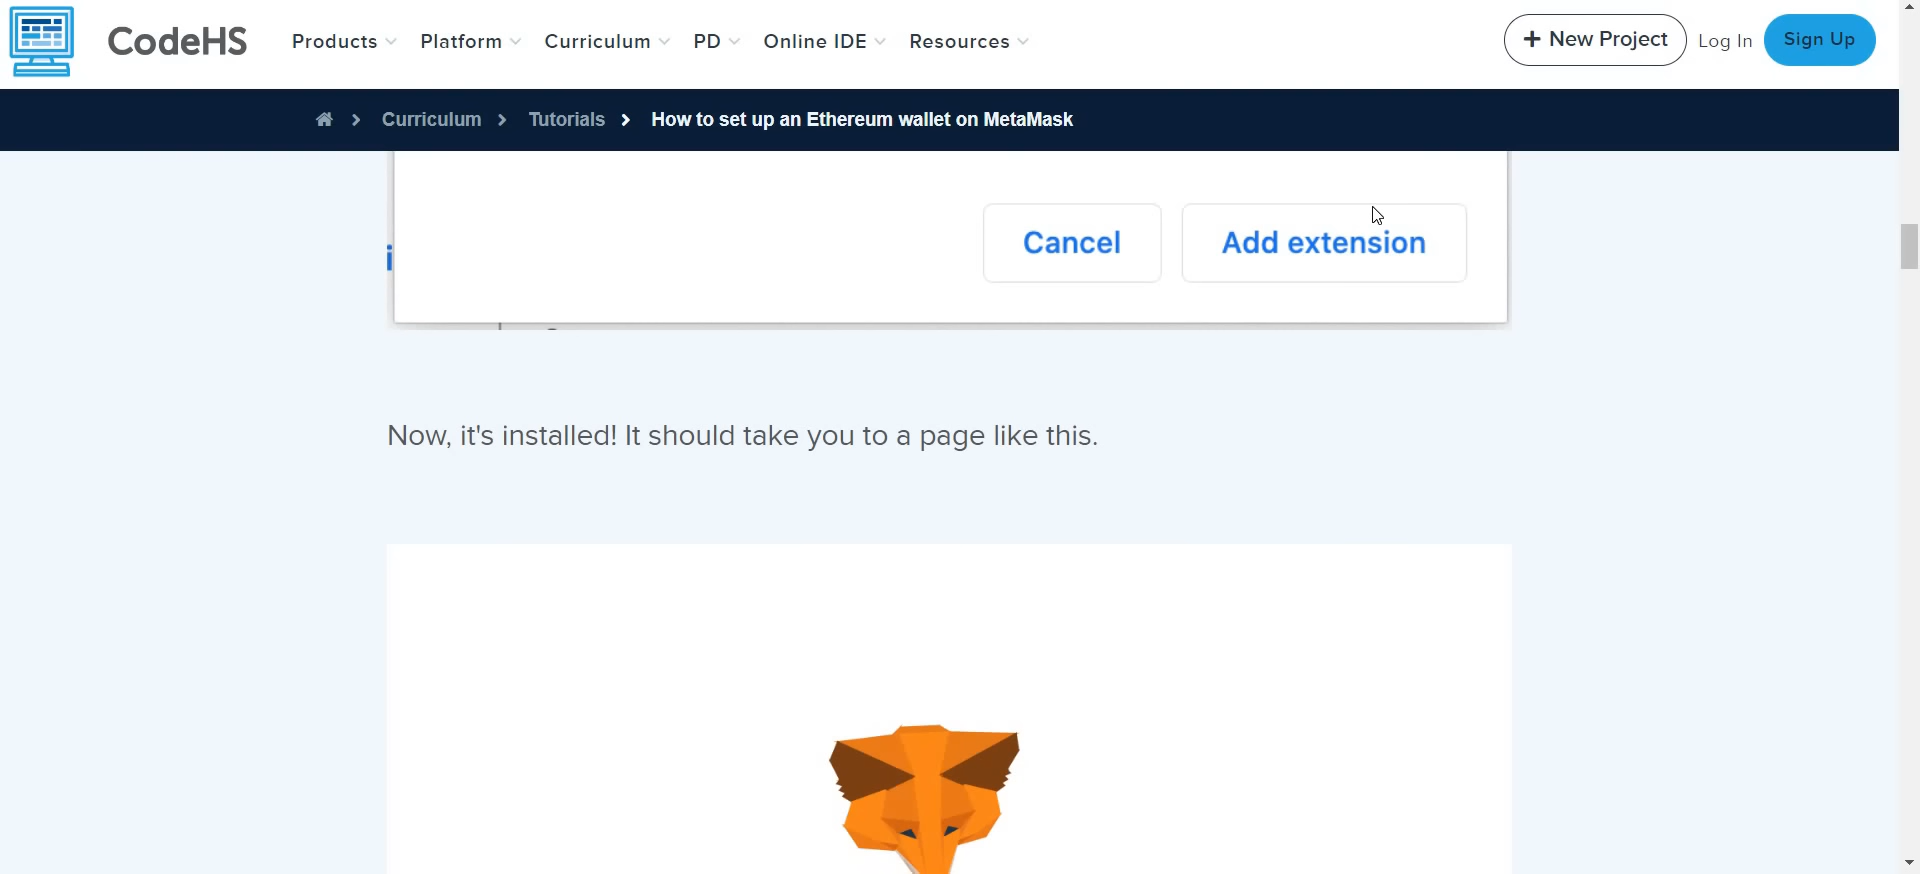 CodeHS Products Platform Curriculum PD Online IDE Resources + New Project Log In Sign Up
Curriculum Tutorials How to set up an Ethereum wallet on MetaMask
Cancel Add extension
Now, it's installed! It should take you to a page like this.